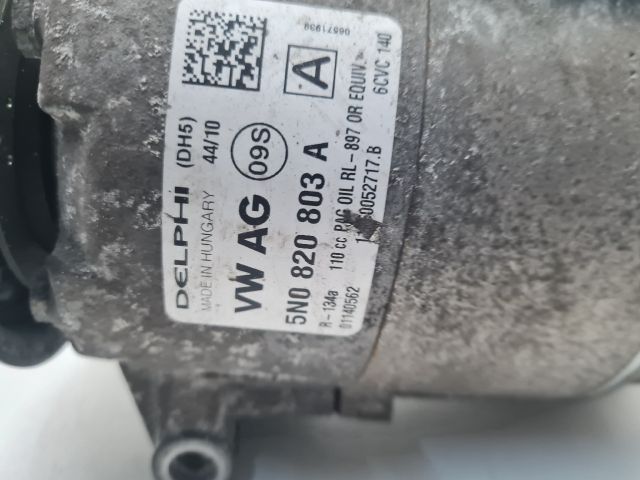 DELPHI (DH5)
MADE IN HUNGARY 44/10
VW AG 09S
A
5N0 820 803 A
R-134a 110 cc PAG OIL RL-897 OR EQUIV.
01140562 0052717.B 6CVC 140